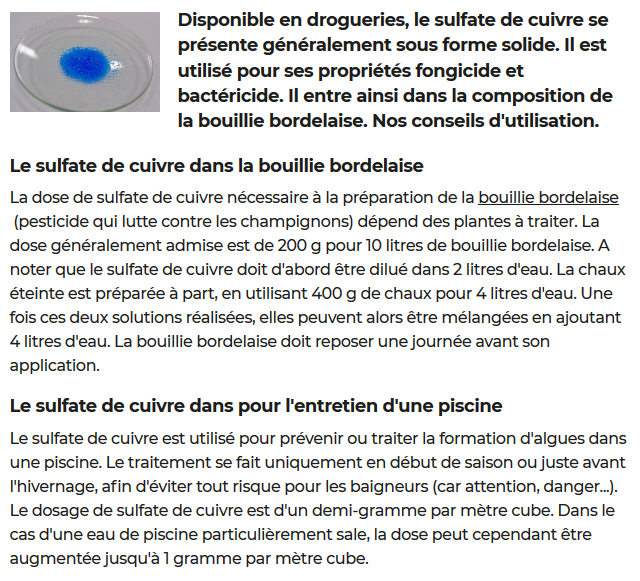 Disponible en drogueries, le sulfate de cuivre se
présente généralement sous forme solide. Il est
utilisé pour ses propriétés fongicide et
bactéricide. Il entre ainsi dans la composition de
la bouillie bordelaise. Nos conseils d'utilisation.
Le sulfate de cuivre dans la bouillie bordelaise
La dose de sulfate de cuivre nécessaire à la préparation de la bouillie bordelaise
(pesticide qui lutte contre les champignons) dépend des plantes à traiter. La
dose généralement admise est de 200 g pour 10 litres de bouillie bordelaise. A
noter que le sulfate de cuivre doit d'abord être dilué dans 2 litres d'eau. La chaux
éteinte est préparée à part, en utilisant 400 g de chaux pour 4 litres d'eau. Une
fois ces deux solutions réalisées, elles peuvent alors être mélangées en ajoutant
4 litres d'eau. La bouillie bordelaise doit reposer une journée avant son
application.
Le sulfate de cuivre dans pour l'entretien d'une piscine
Le sulfate de cuivre est utilisé pour prévenir ou traiter la formation d'algues dans
une piscine. Le traitement se fait uniquement en début de saison ou juste avant
l'hivernage, afin d'éviter tout risque pour les baigneurs (car attention, danger...).
Le dosage de sulfate de cuivre est d'un demi-gramme par mètre cube. Dans le
cas d'une eau de piscine particulièrement sale, la dose peut cependant être
augmentée jusqu'à 1 gramme par mètre cube.